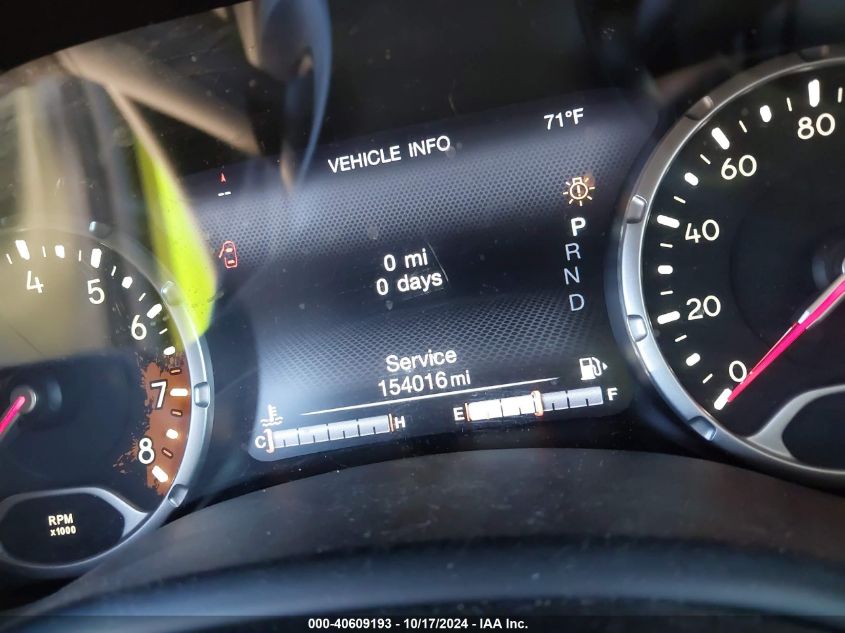 VEHICLE INFO
71°F
0 mi
0 days
P
R
N
D
Service
154016 mi
C H
E F
4
5
6
7
8
RPM
x1000
0
20
40
60
80
000-40609193 - 10/17/2024 - IAA Inc.